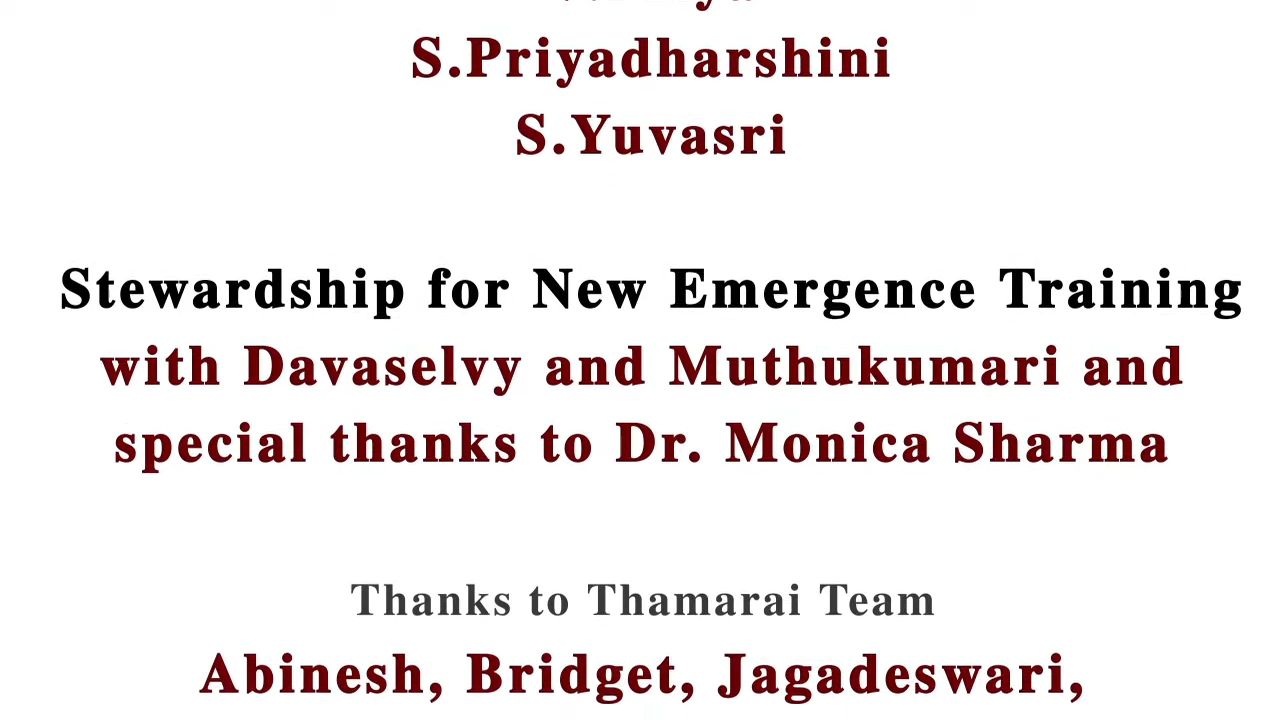 S.Priyadharshini
S.Yuvasri
Stewardship for New Emergence Training
with Davaselvy and Muthukumari and
special thanks to Dr. Monica Sharma
Thanks to Thamarai Team
Abinesh, Bridget, Jagadeswari,